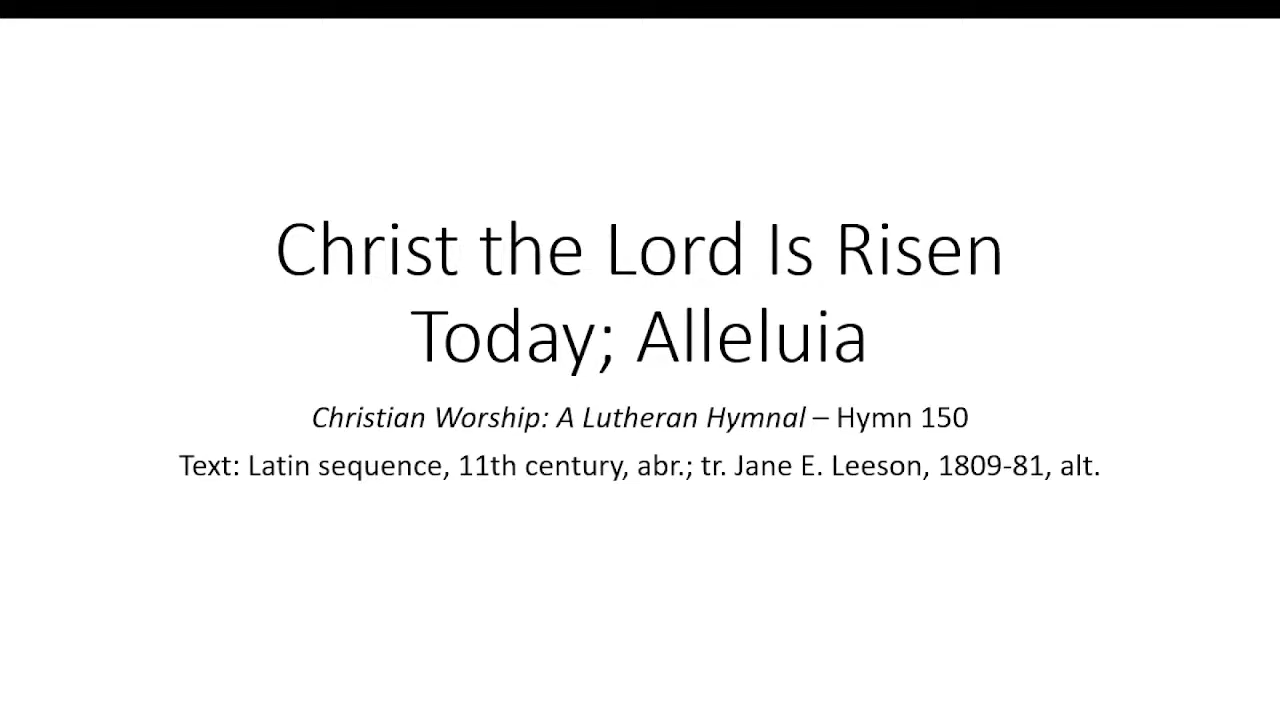 Christ the Lord Is Risen
Today; Alleluia
Christian Worship: A Lutheran Hymnal – Hymn 150
Text: Latin sequence, 11th century, abr.; tr. Jane E. Leeson, 1809-81, alt.